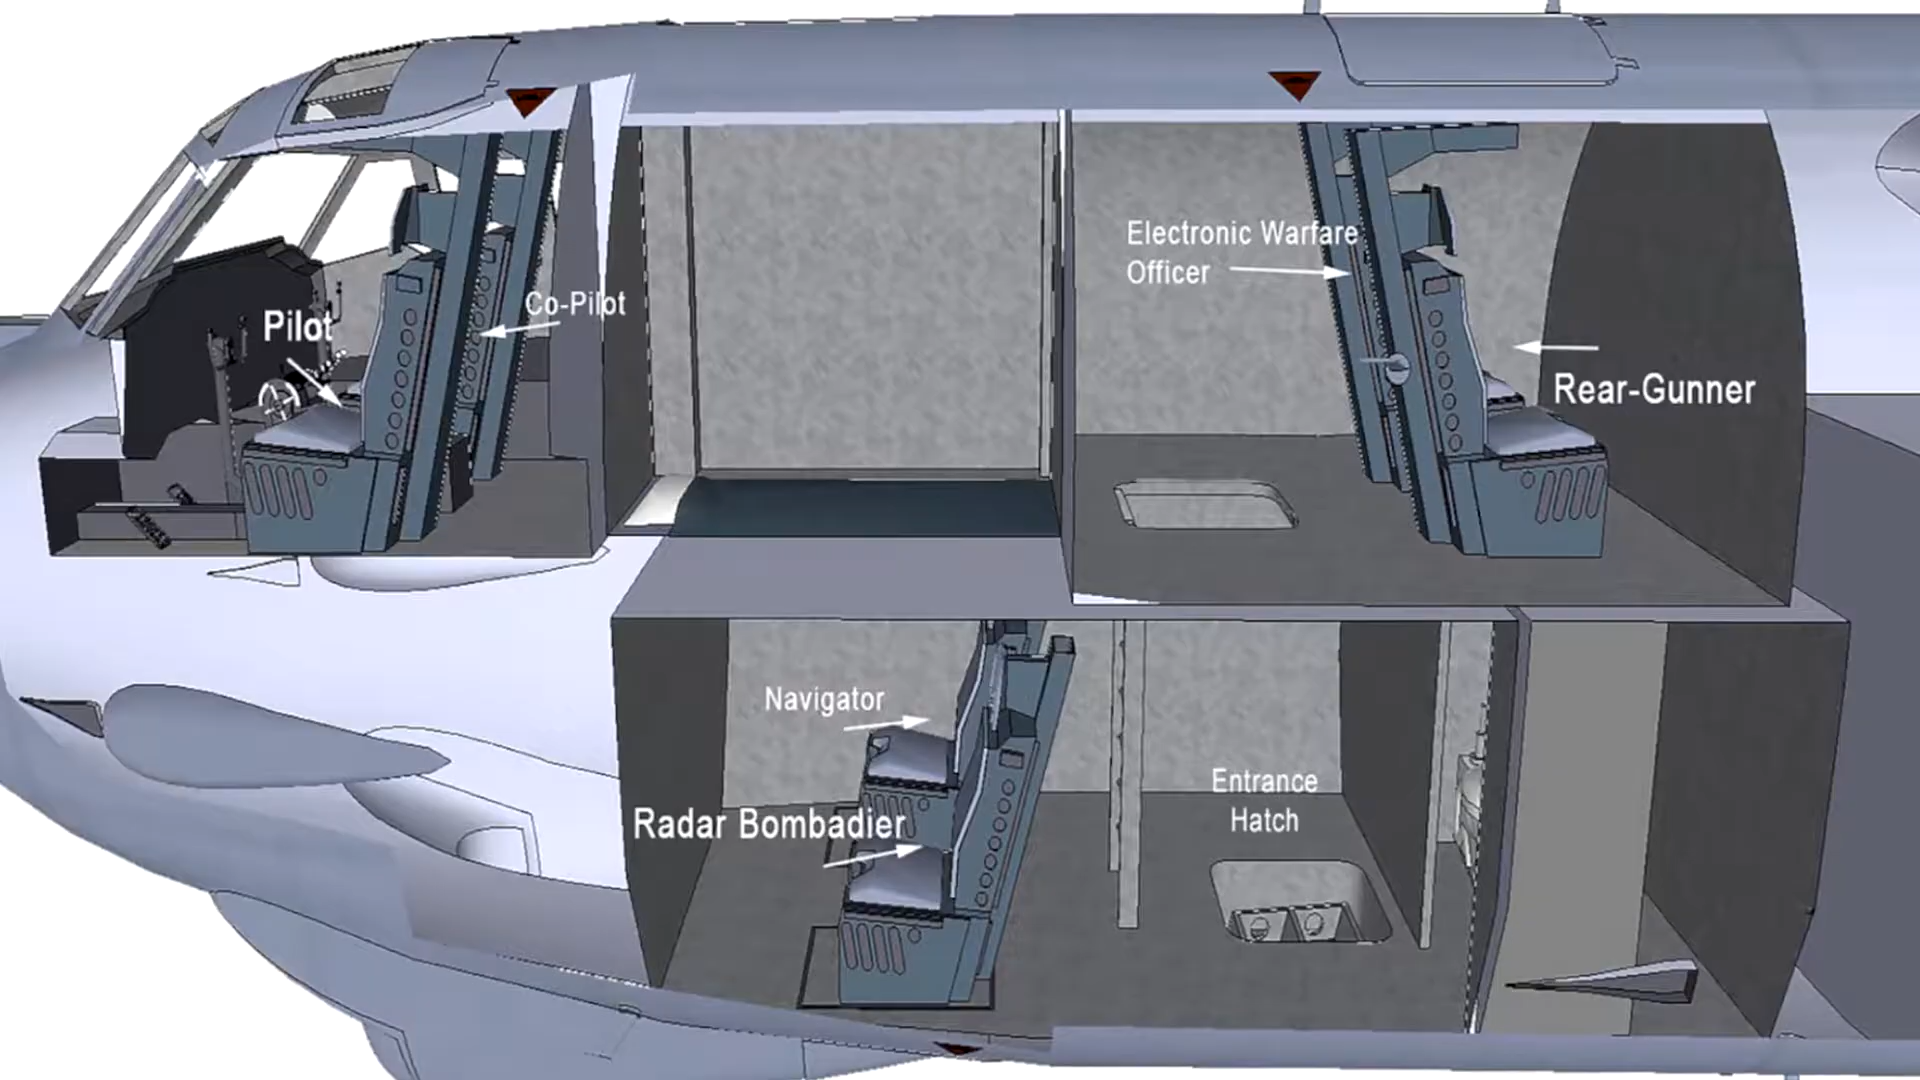 Electronic Warfare
Officer
Co-Pilot
Pilot
Rear-Gunner
Navigator
Radar Bombadier
Entrance
Hatch